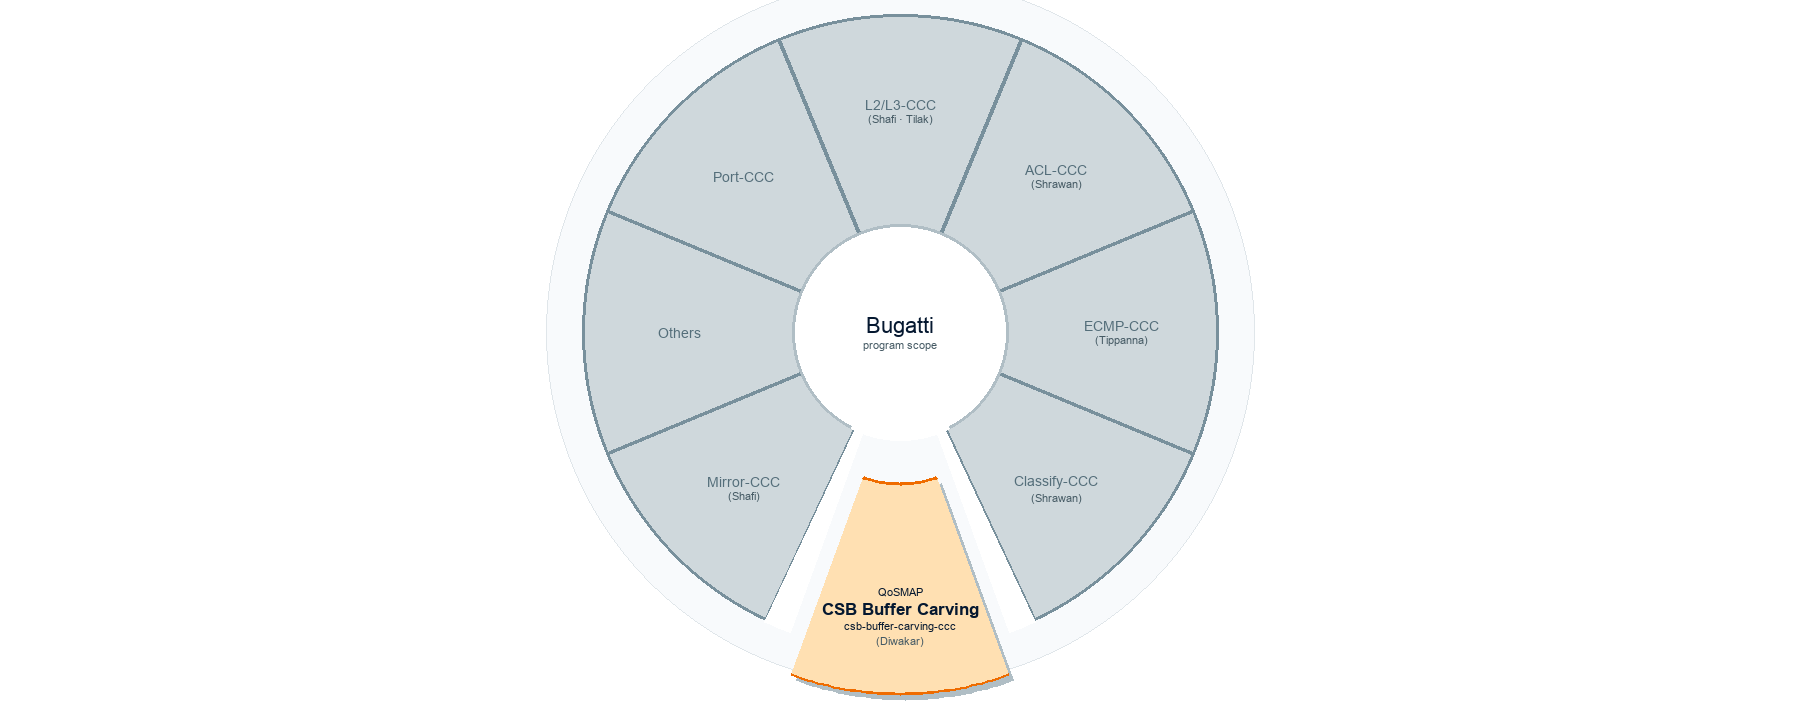 L2/L3-CCC
(Shafi · Tilak)
ACL-CCC
(Shrawan)
Port-CCC
ECMP-CCC
(Tippanna)
Others
Bugatti
program scope
Classify-CCC
(Shrawan)
Mirror-CCC
(Shafi)
QoSMAP
CSB Buffer Carving
csb-buffer-carving-ccc
(Diwakar)